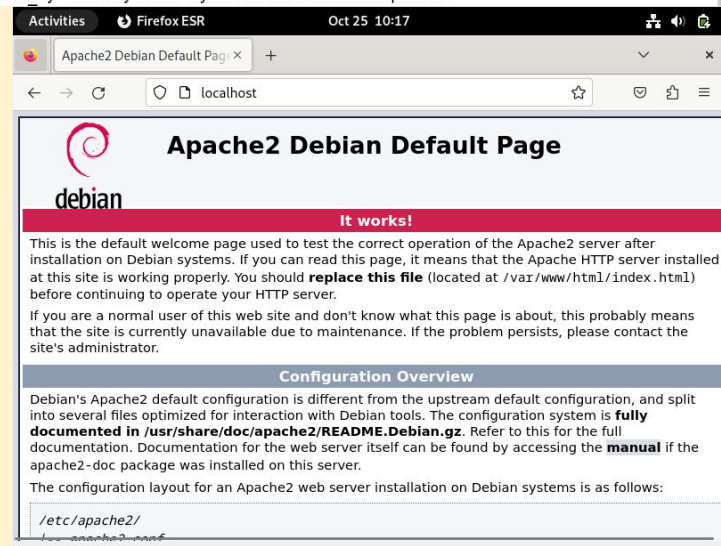 Activities Firefox ESR Oct 25 10:17
Apache2 Debian Default Page
localhost
debian
Apache2 Debian Default Page
It works!
This is the default welcome page used to test the correct operation of the Apache2 server after
installation on Debian systems. If you can read this page, it means that the Apache HTTP server installed
at this site is working properly. You should replace this file (located at /var/www/html/index.html)
before continuing to operate your HTTP server.
If you are a normal user of this web site and don't know what this page is about, this probably means
that the site is currently unavailable due to maintenance. If the problem persists, please contact the
site's administrator.
Configuration Overview
Debian's Apache2 default configuration is different from the upstream default configuration, and split
into several files optimized for interaction with Debian tools. The configuration system is fully
documented in /usr/share/doc/apache2/README.Debian.gz. Refer to this for the full
documentation. Documentation for the web server itself can be found by accessing the manual if the
apache2-doc package was installed on this server.
The configuration layout for an Apache2 web server installation on Debian systems is as follows:
/etc/apache2/
|-- apache2.conf